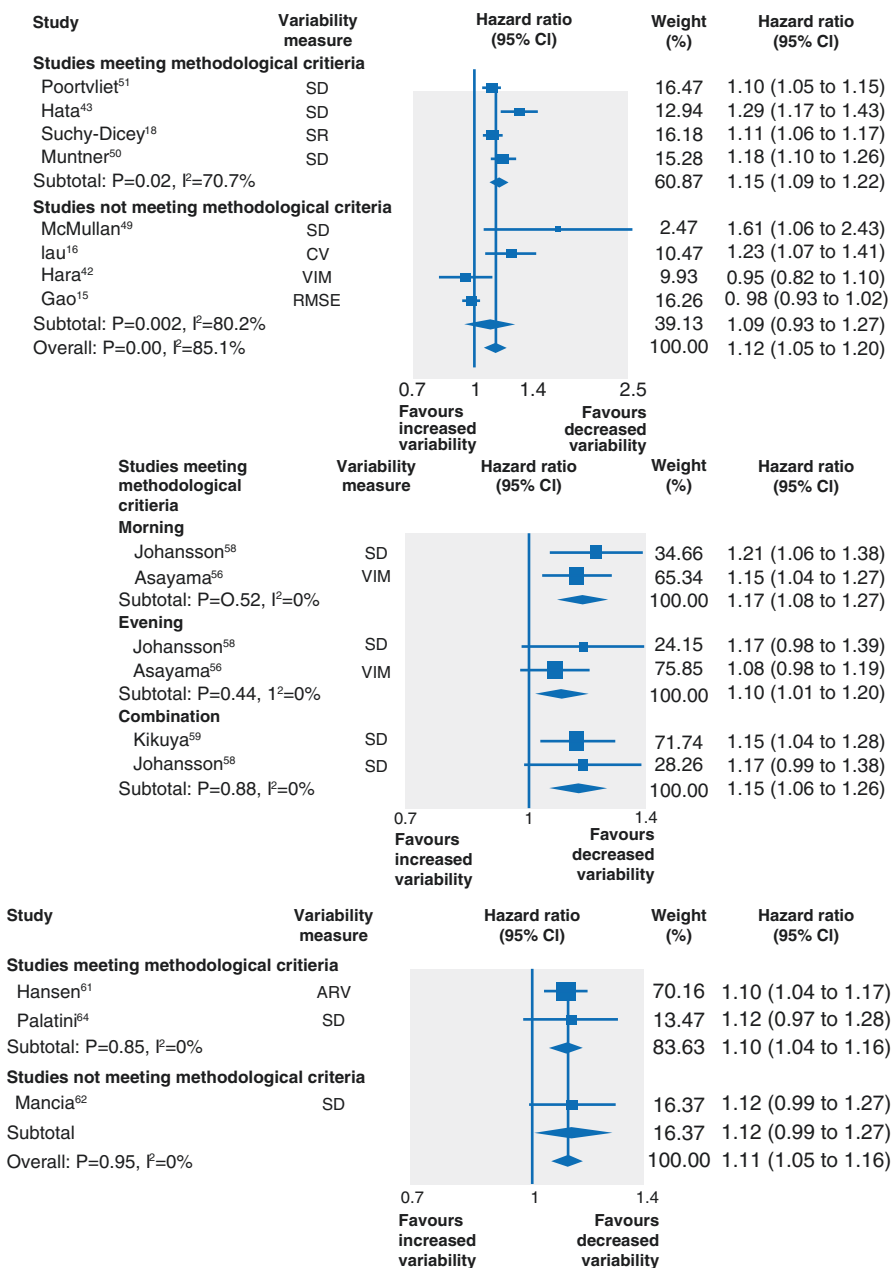 Study Variability measure Hazard ratio (95% CI) Weight (%) Hazard ratio (95% CI)
Studies meeting methodological critieria
Poortvliet51 SD 16.47 1.10 (1.05 to 1.15)
Hata43 SD 12.94 1.29 (1.17 to 1.43)
Suchy-Dicey18 SR 16.18 1.11 (1.06 to 1.17)
Muntner50 SD 15.28 1.18 (1.10 to 1.26)
Subtotal: P=0.02, I2=70.7% 60.87 1.15 (1.09 to 1.22)
Studies not meeting methodological criteria
McMullan49 SD 2.47 1.61 (1.06 to 2.43)
Iau16 CV 10.47 1.23 (1.07 to 1.41)
Hara42 VIM 9.93 0.95 (0.82 to 1.10)
Gao15 RMSE 16.26 0. 98 (0.93 to 1.02)
Subtotal: P=0.002, I2=80.2% 39.13 1.09 (0.93 to 1.27)
Overall: P=0.00, I2=85.1% 100.00 1.12 (1.05 to 1.20)
0.7 1 1.4 2.5
Favours increased variability Favours decreased variability
Studies meeting methodological critieria Variability measure Hazard ratio (95% CI) Weight (%) Hazard ratio (95% CI)
Morning
Johansson58 SD 34.66 1.21 (1.06 to 1.38)
Asayama56 VIM 65.34 1.15 (1.04 to 1.27)
Subtotal: P=O.52, I2=0% 100.00 1.17 (1.08 to 1.27)
Evening
Johansson58 SD 24.15 1.17 (0.98 to 1.39)
Asayama56 VIM 75.85 1.08 (0.98 to 1.19)
Subtotal: P=0.44, 12=0% 100.00 1.10 (1.01 to 1.20)
Combination
Kikuya59 SD 71.74 1.15 (1.04 to 1.28)
Johansson58 SD 28.26 1.17 (0.99 to 1.38)
Subtotal: P=0.88, I2=0% 100.00 1.15 (1.06 to 1.26)
0.7 1 1.4
Favours increased variability Favours decreased variability
Study Variability measure Hazard ratio (95% CI) Weight (%) Hazard ratio (95% CI)
Studies meeting methodological critieria
Hansen61 ARV 70.16 1.10 (1.04 to 1.17)
Palatini64 SD 13.47 1.12 (0.97 to 1.28)
Subtotal: P=0.85, I2=0% 83.63 1.10 (1.04 to 1.16)
Studies not meeting methodological criteria
Mancia62 SD 16.37 1.12 (0.99 to 1.27)
Subtotal 16.37 1.12 (0.99 to 1.27)
Overall: P=0.95, I2=0% 100.00 1.11 (1.05 to 1.16)
0.7 1 1.4
Favours increased variability Favours decreased variability